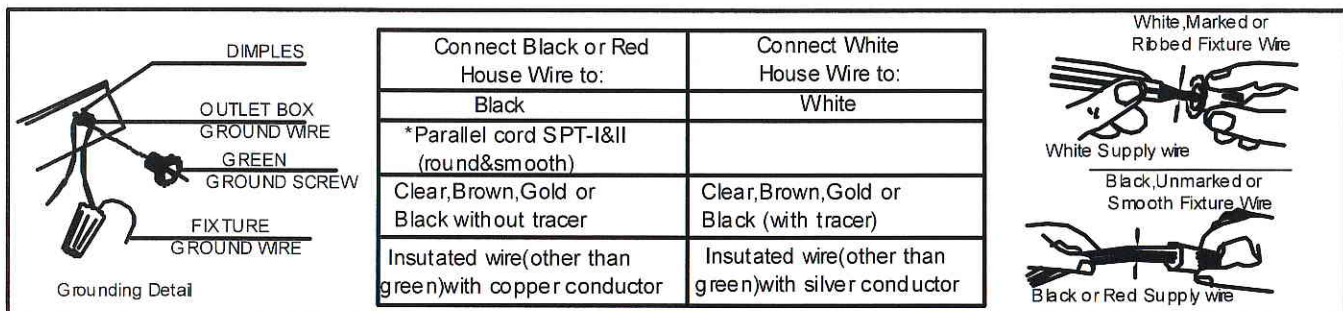 DIMPLES
OUTLET BOX
GROUND WIRE
GREEN
GROUND SCREW
FIXTURE
GROUND WIRE
Grounding Detail
Connect Black or Red
House Wire to:
Connect White
House Wire to:
Black
White
*Parallel cord SPT-I&II
(round&smooth)
Clear,Brown,Gold or
Black without tracer
Clear,Brown,Gold or
Black (with tracer)
Insutated wire(other than
green)with copper conductor
Insutated wire(other than
green)with silver conductor
White,Marked or
Ribbed Fixture Wire
White Supply wire
Black,Unmarked or
Smooth Fixture Wire
Black or Red Supply wire